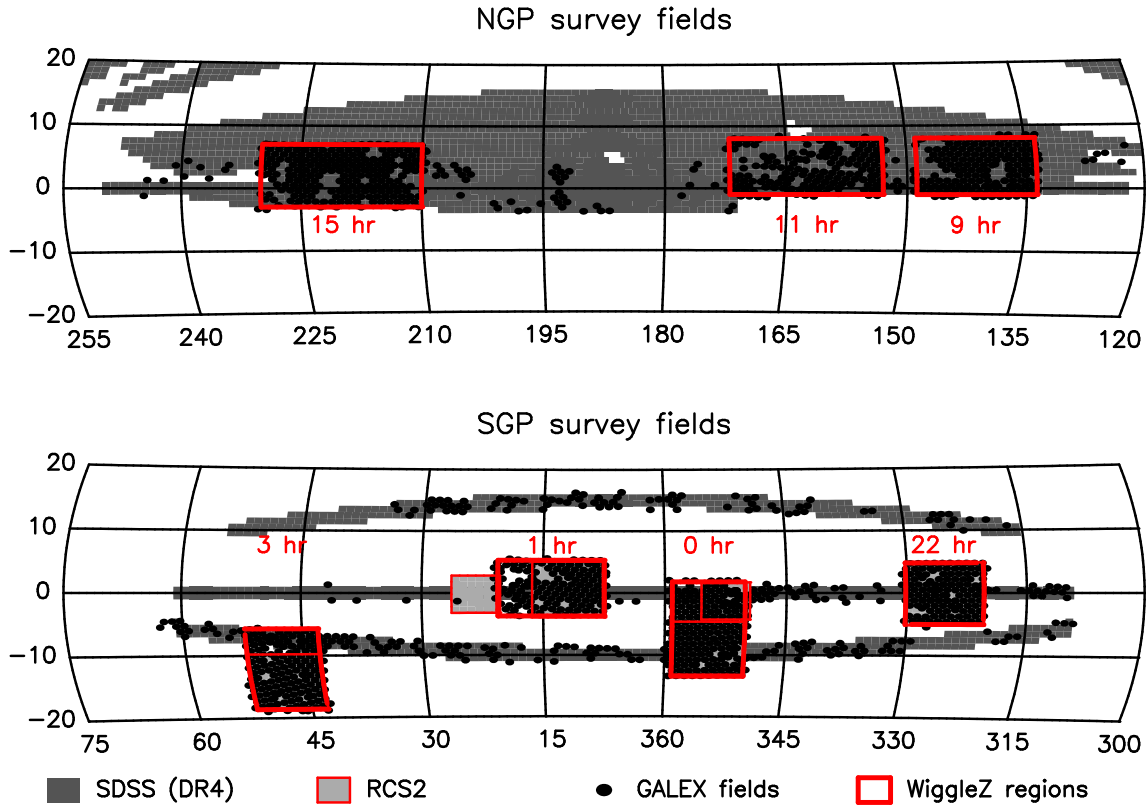 NGP survey fields
20
10
0
−10
−20
15 hr
11 hr
9 hr
255 240 225 210 195 180 165 150 135 120
SGP survey fields
20
10
0
−10
−20
3 hr
1 hr
0 hr
22 hr
75 60 45 30 15 360 345 330 315 300
SDSS (DR4) RCS2 GALEX fields WiggleZ regions